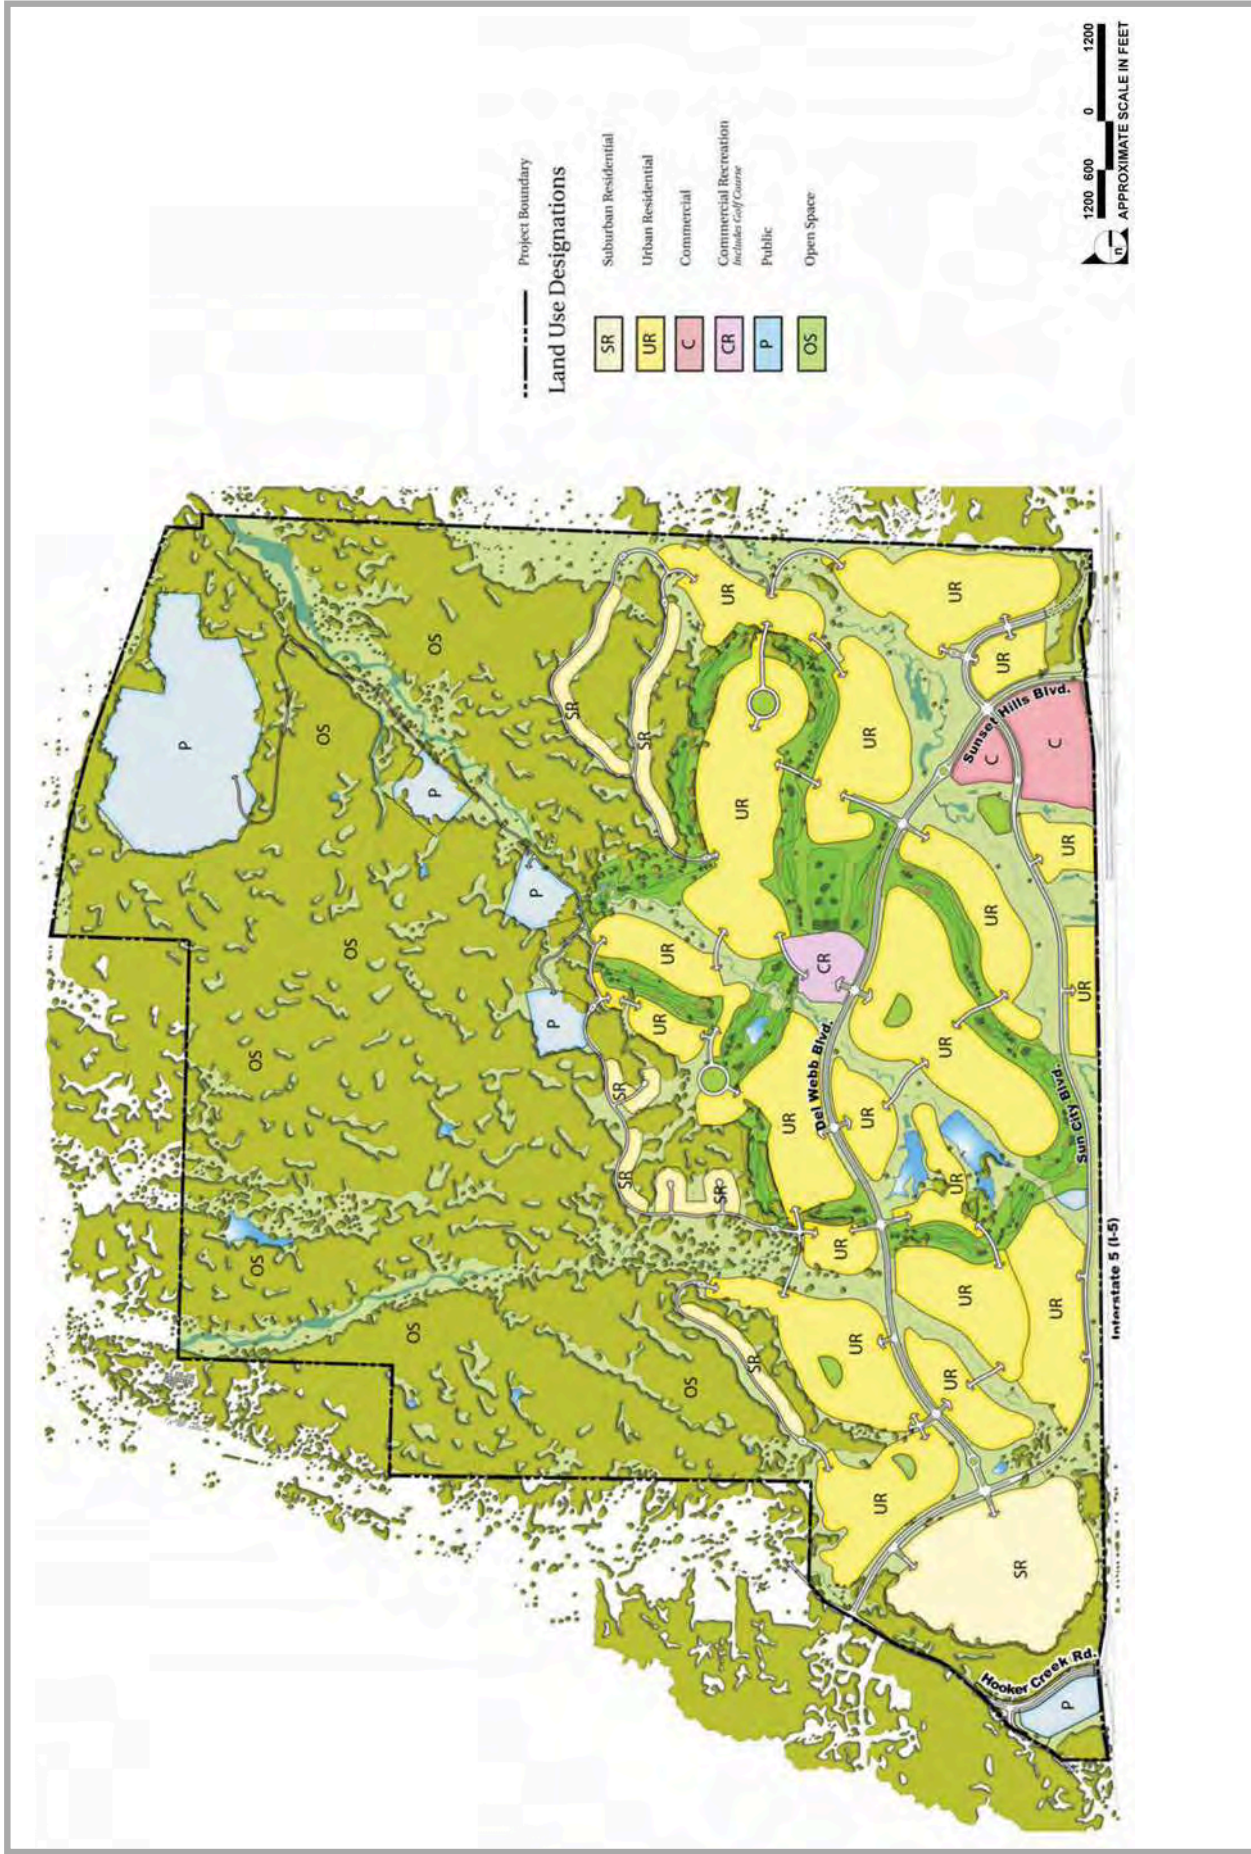 Project Boundary
Land Use Designations
SR Suburban Residential
UR Urban Residential
C Commercial
CR Commercial Recreation
Includes Golf Course
P Public
OS Open Space
n
1200 600 0 1200
APPROXIMATE SCALE IN FEET
P
OS
OS
P
OS
P
P
OS
OS
OS
OS
SR
SR
SR
SR
SR
SR
UR
UR
UR
UR
UR
UR
UR
CR
UR
UR
UR
UR
UR
UR
UR
UR
UR
UR
UR
UR
UR
UR
C
C
SR
P
Sunset Hills Blvd.
Del Webb Blvd.
Sun City Blvd.
Hooker Creek Rd.
Interstate 5 (I-5)